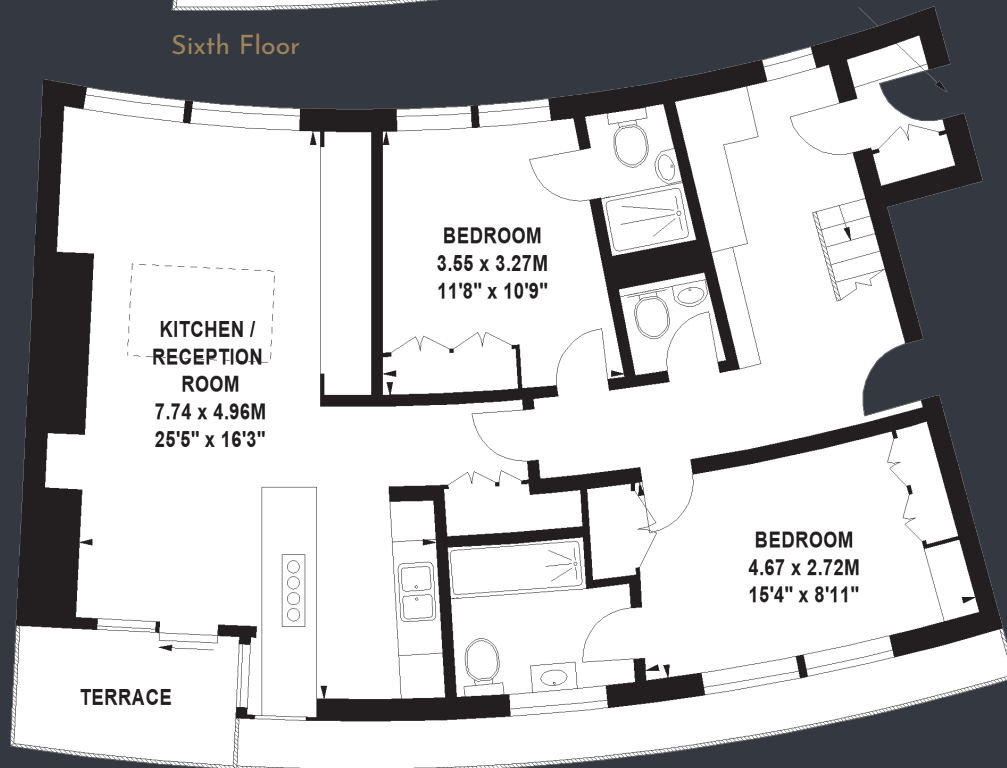 Sixth Floor
BEDROOM
3.55 x 3.27M
11'8" x 10'9"
KITCHEN /
RECEPTION
ROOM
7.74 x 4.96M
25'5" x 16'3"
BEDROOM
4.67 x 2.72M
15'4" x 8'11"
TERRACE